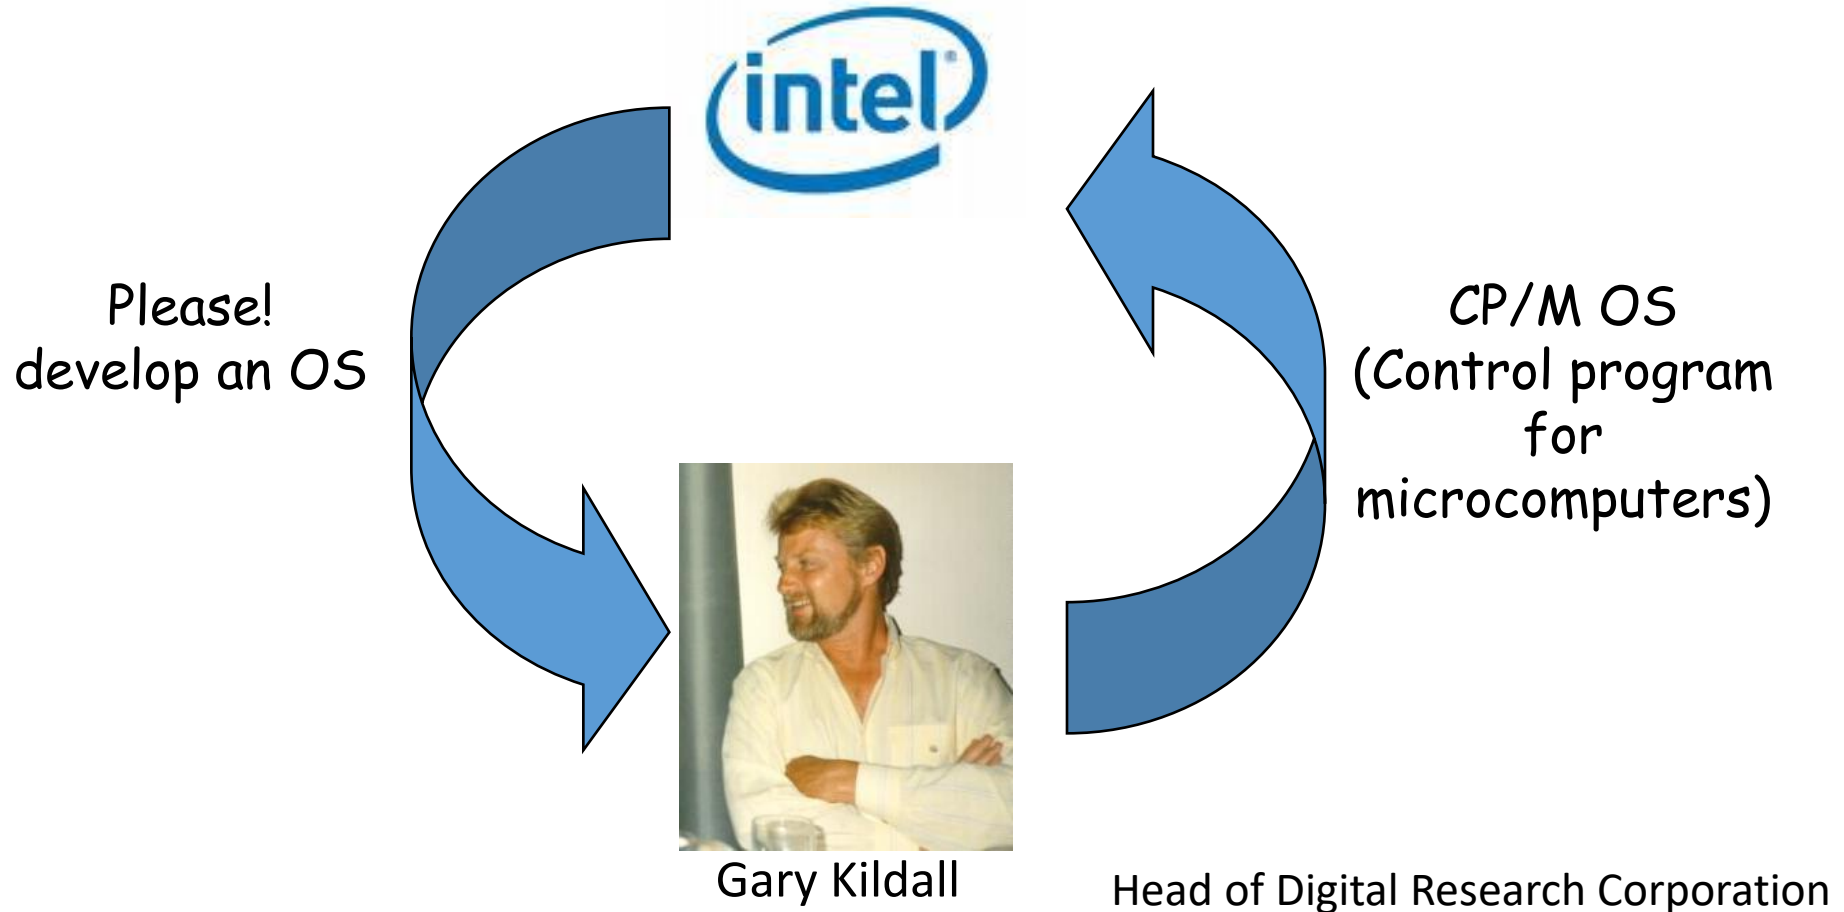 intel®
Please!
develop an OS
CP/M OS
(Control program
for
microcomputers)
Gary Kildall
Head of Digital Research Corporation